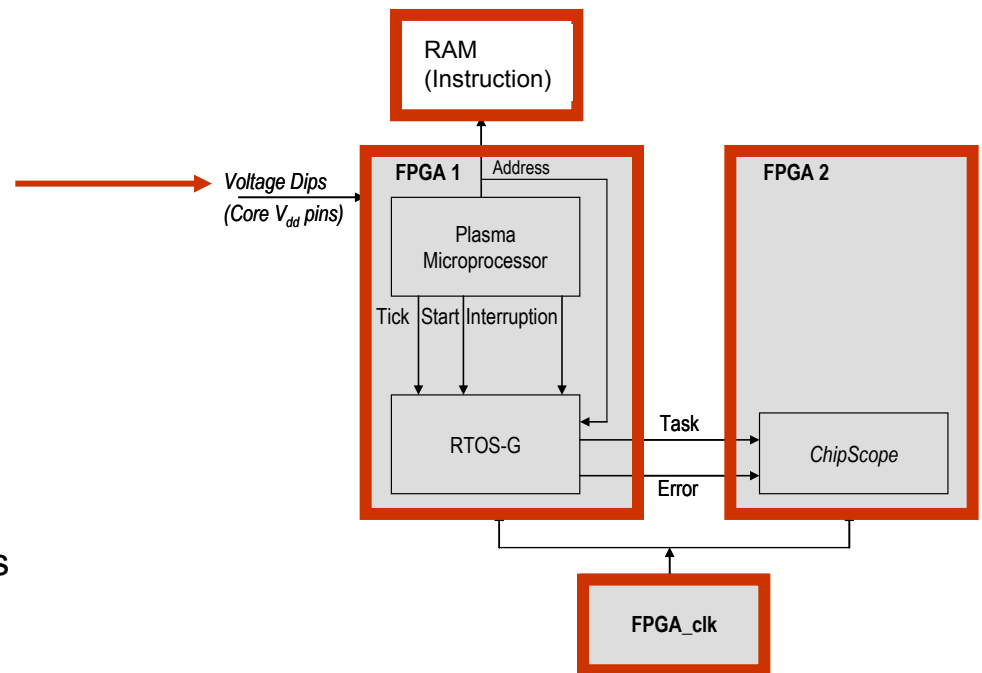 RAM
(Instruction)
FPGA 1
Address
FPGA 2
Voltage Dips
(Core Vdd pins)
Plasma
Microprocessor
Tick Start Interruption
RTOS-G
Task
Error
ChipScope
s
FPGA_clk